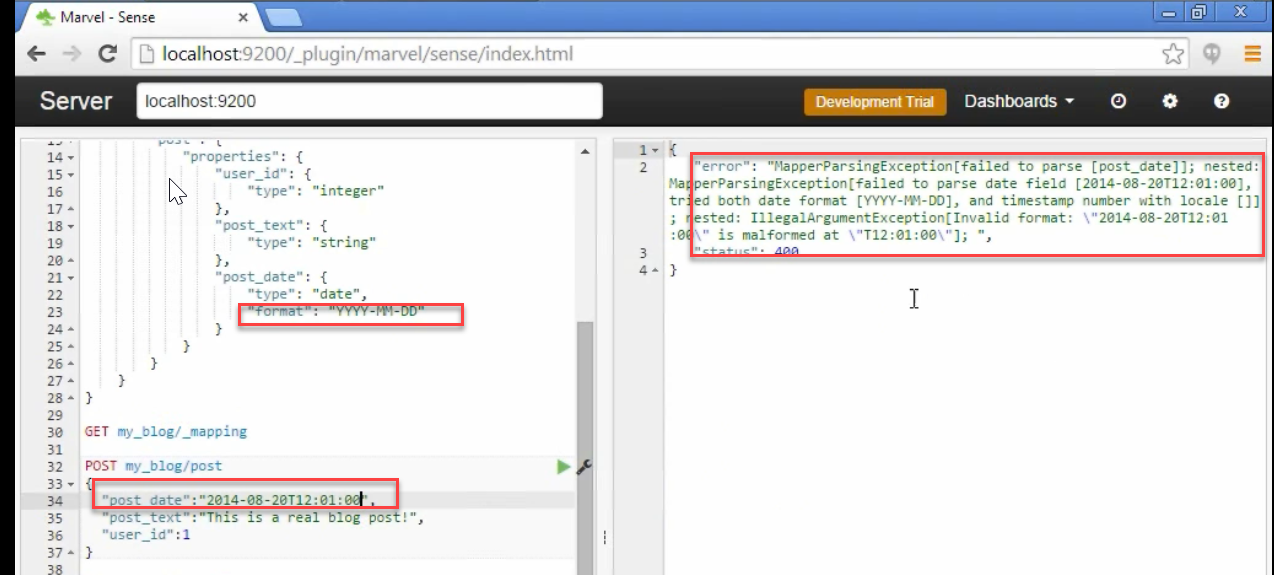 Marvel - Sense
localhost:9200/_plugin/marvel/sense/index.html
Server localhost:9200 Development Trial Dashboards
14 "properties": {
15 "user_id": {
16 "type": "integer"
17 },
18 "post_text": {
19 "type": "string"
20 },
21 "post_date": {
22 "type": "date",
23 "format": "YYYY-MM-DD"
24 }
25 }
26 }
27 }
28 }
29
30 GET my_blog/_mapping
31
32 POST my_blog/post
33 {
34 "post_date":"2014-08-20T12:01:00",
35 "post_text":"This is a real blog post!",
36 "user_id":1
37 }
38
1 {
2 "error": "MapperParsingException[failed to parse [post_date]]; nested:
MapperParsingException[failed to parse date field [2014-08-20T12:01:00],
tried both date format [YYYY-MM-DD], and timestamp number with locale []]
; nested: IllegalArgumentException[Invalid format: \"2014-08-20T12:01
:00\" is malformed at \"T12:01:00\"]; ",
3 "status": 400
4 }